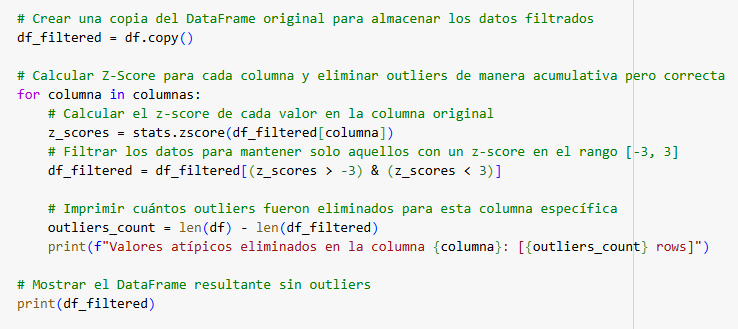 # Crear una copia del DataFrame original para almacenar los datos filtrados
df_filtered = df.copy()
# Calcular Z-Score para cada columna y eliminar outliers de manera acumulativa pero correcta
for columna in columnas:
    # Calcular el z-score de cada valor en la columna original
    z_scores = stats.zscore(df_filtered[columna])
    # Filtrar los datos para mantener solo aquellos con un z-score en el rango [-3, 3]
    df_filtered = df_filtered[(z_scores > -3) & (z_scores < 3)]
    # Imprimir cuántos outliers fueron eliminados para esta columna específica
    outliers_count = len(df) - len(df_filtered)
    print(f"Valores atípicos eliminados en la columna {columna}: [{outliers_count} rows]")
# Mostrar el DataFrame resultante sin outliers
print(df_filtered)